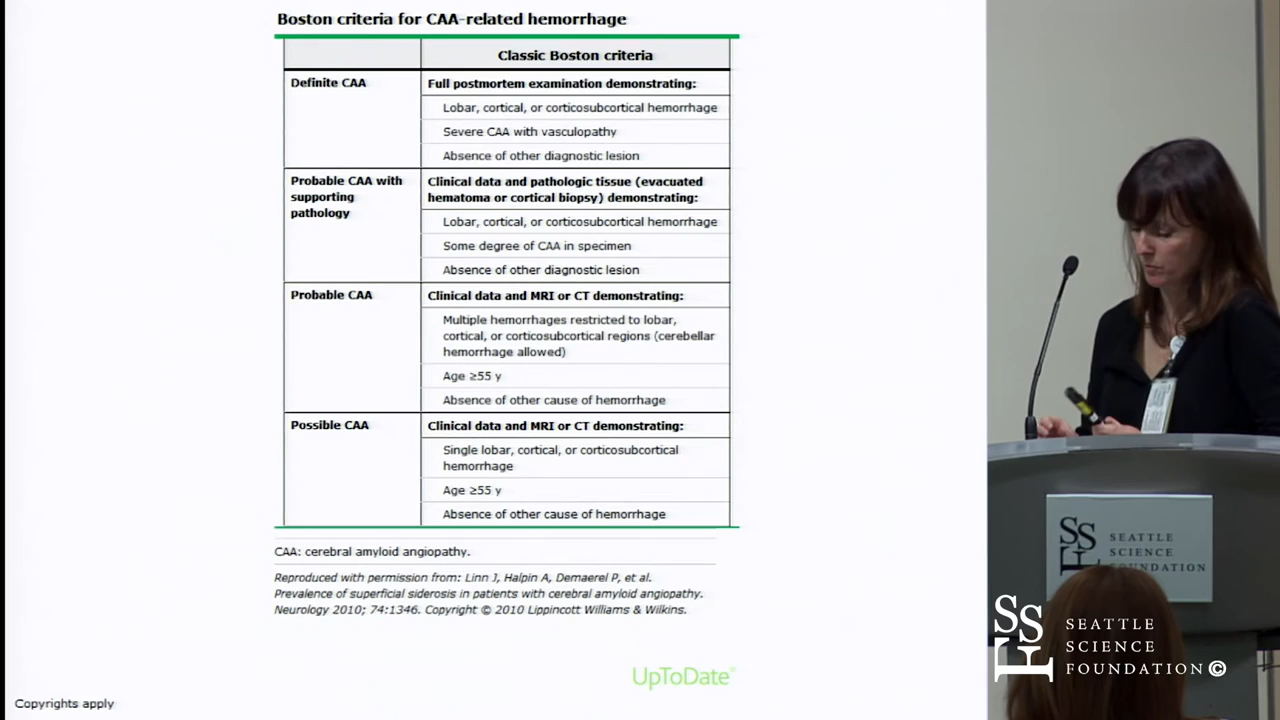 Boston criteria for CAA-related hemorrhage
Classic Boston criteria
Definite CAA
Full postmortem examination demonstrating:
Lobar, cortical, or corticosubcortical hemorrhage
Severe CAA with vasculopathy
Absence of other diagnostic lesion
Probable CAA with
supporting
pathology
Clinical data and pathologic tissue (evacuated
hematoma or cortical biopsy) demonstrating:
Lobar, cortical, or corticosubcortical hemorrhage
Some degree of CAA in specimen
Absence of other diagnostic lesion
Probable CAA
Clinical data and MRI or CT demonstrating:
Multiple hemorrhages restricted to lobar,
cortical, or corticosubcortical regions (cerebellar
hemorrhage allowed)
Age ≥55 y
Absence of other cause of hemorrhage
Possible CAA
Clinical data and MRI or CT demonstrating:
Single lobar, cortical, or corticosubcortical
hemorrhage
Age ≥55 y
Absence of other cause of hemorrhage
CAA: cerebral amyloid angiopathy.
Reproduced with permission from: Linn J, Halpin A, Demaerel P, et al.
Prevalence of superficial siderosis in patients with cerebral amyloid angiopathy.
Neurology 2010; 74:1346. Copyright © 2010 Lippincott Williams & Wilkins.
UpToDate®
Copyrights apply
SSF
SEATTLE
SCIENCE
FOUNDATION
SSF
SEATTLE
SCIENCE
FOUNDATION©